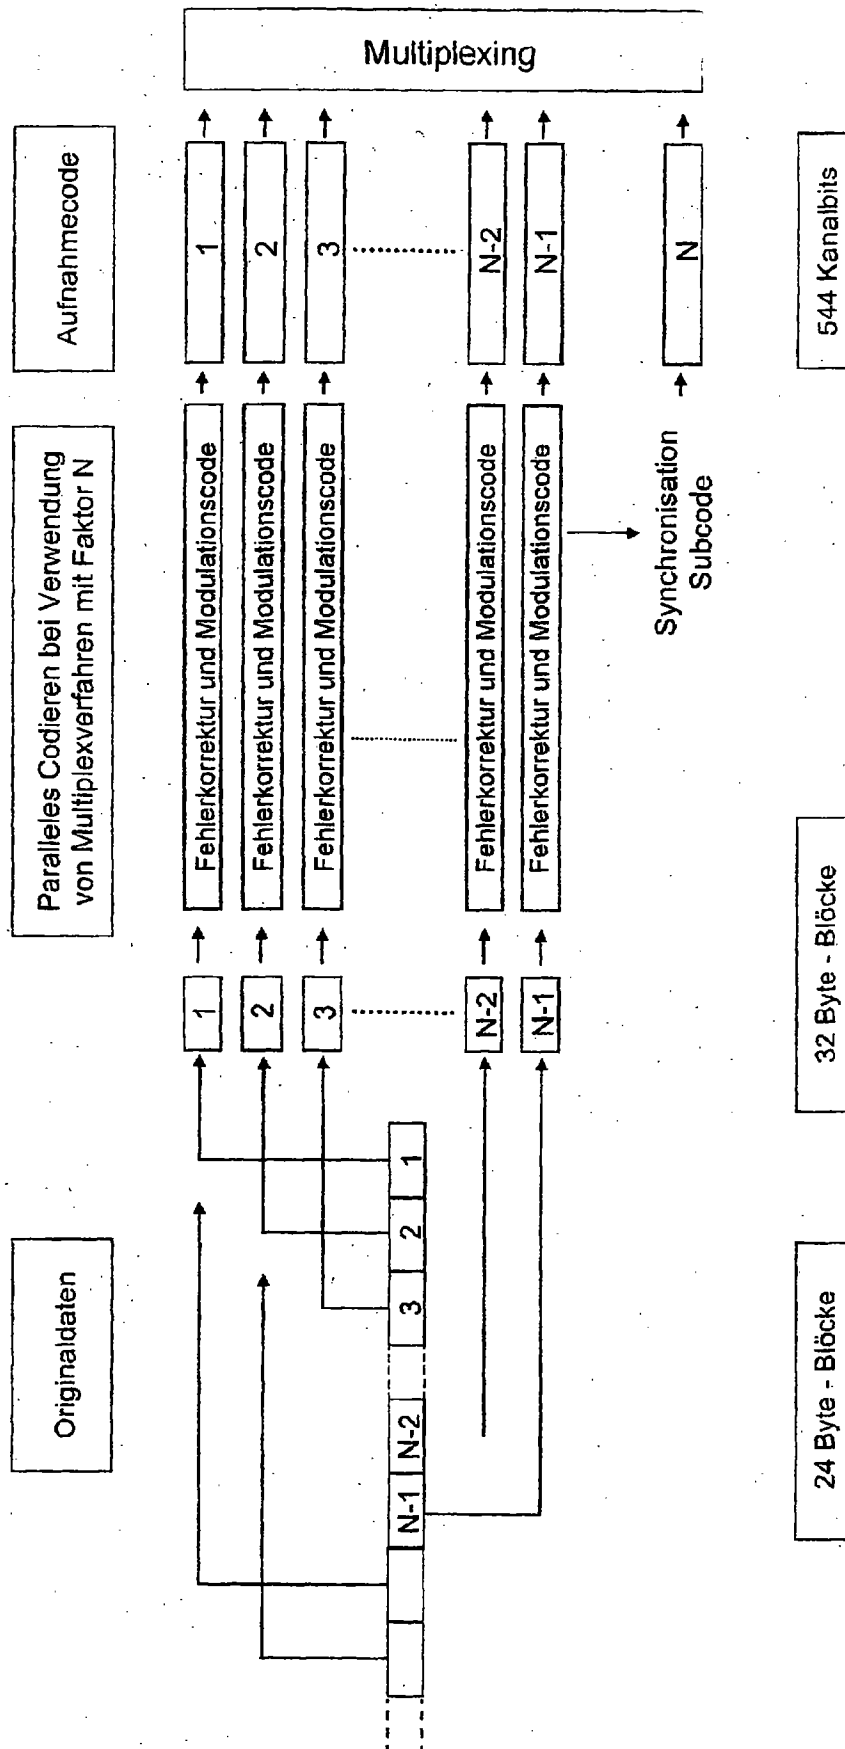 Originaldaten
Paralleles Codieren bei Verwendung
von Multiplexverfahren mit Faktor N
Aufnahmecode
N-1
N-2
3
2
1
1
Fehlerkorrektur und Modulationscode
1
2
Fehlerkorrektur und Modulationscode
2
3
Fehlerkorrektur und Modulationscode
3
N-2
Fehlerkorrektur und Modulationscode
N-2
N-1
Fehlerkorrektur und Modulationscode
N-1
Synchronisation
Subcode
N
Multiplexing
24 Byte - Blöcke
32 Byte - Blöcke
544 Kanalbits